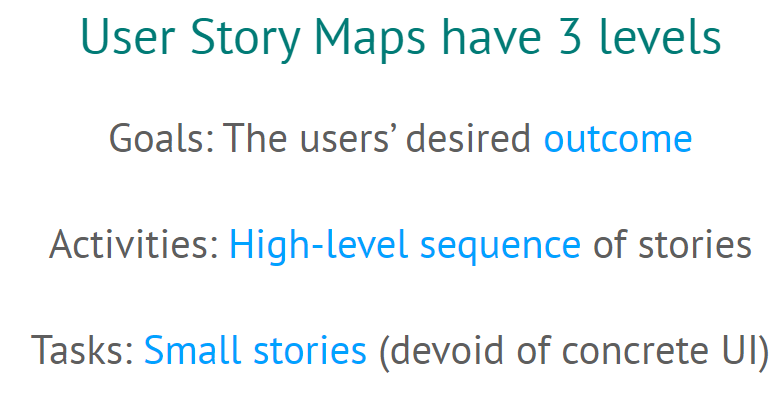 User Story Maps have 3 levels
Goals: The users’ desired outcome
Activities: High-level sequence of stories
Tasks: Small stories (devoid of concrete UI)